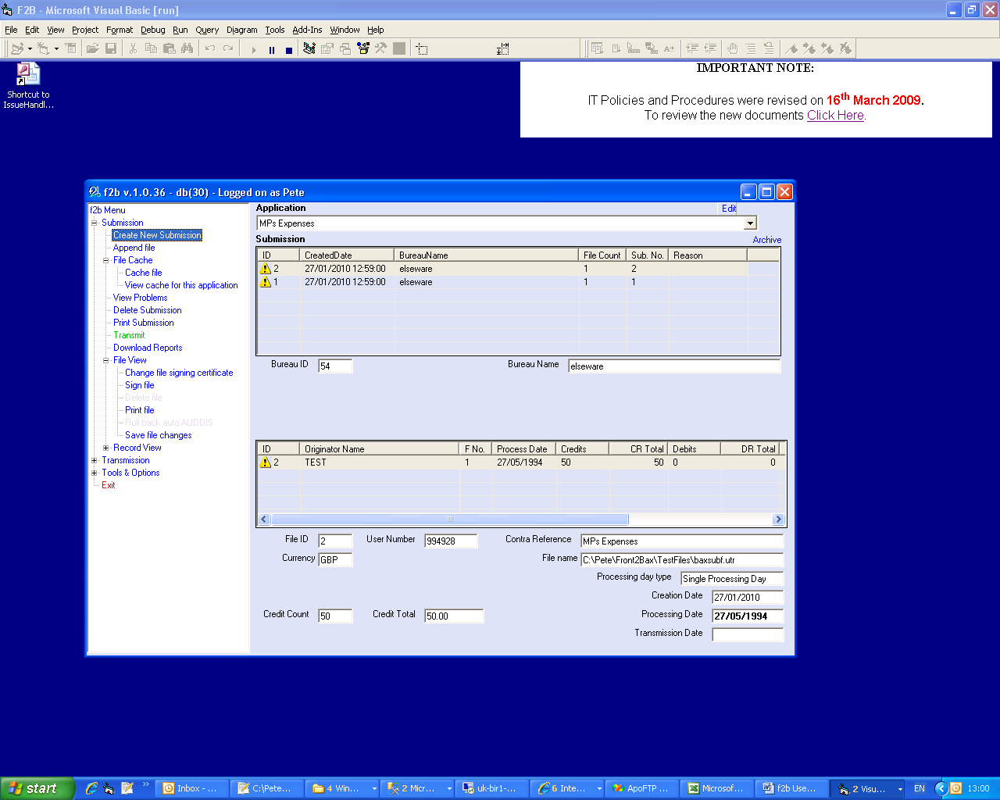 F2B - Microsoft Visual Basic [run]
File Edit View Project Format Debug Run Query Diagram Tools Add-Ins Window Help
Shortcut to
IssueHandl...
IMPORTANT NOTE:
IT Policies and Procedures were revised on 16th March 2009.
To review the new documents Click Here.
f2b v.1.0.36 - db(30) - Logged on as Pete
f2b Menu
Submission
Create New Submission
Append file
File Cache
Cache file
View cache for this application
View Problems
Delete Submission
Print Submission
Transmit
Download Reports
File View
Change file signing certificate
Sign file
Delete file
Print file
Roll back auto AUDDIS
Save file changes
Record View
Transmission
Tools & Options
Exit
Application Edit
MPs Expenses
Submission Archive
ID CreatedDate BureauName File Count Sub. No. Reason
2 27/01/2010 12:59:00 elseware 1 2
1 27/01/2010 12:59:00 elseware 1 1
Bureau ID 54 Bureau Name elseware
ID Originator Name F No. Process Date Credits CR Total Debits DR Total
2 TEST 1 27/05/1994 50 50 0 0
File ID 2 User Number 994928 Contra Reference MPs Expenses
Currency GBP File name C:\Pete\Front2Bax\TestFiles\baxsubf.utr
Processing day type Single Processing Day
Creation Date 27/01/2010
Credit Count 50 Credit Total 50.00 Processing Date 27/05/1994
Transmission Date
start Inbox - ... C:\Pete... 4 Win... 2 Micr... uk-bir1-... 6 Inte... ApoFTP ... Microsof... f2b Use... 2 Visu... EN 13:00